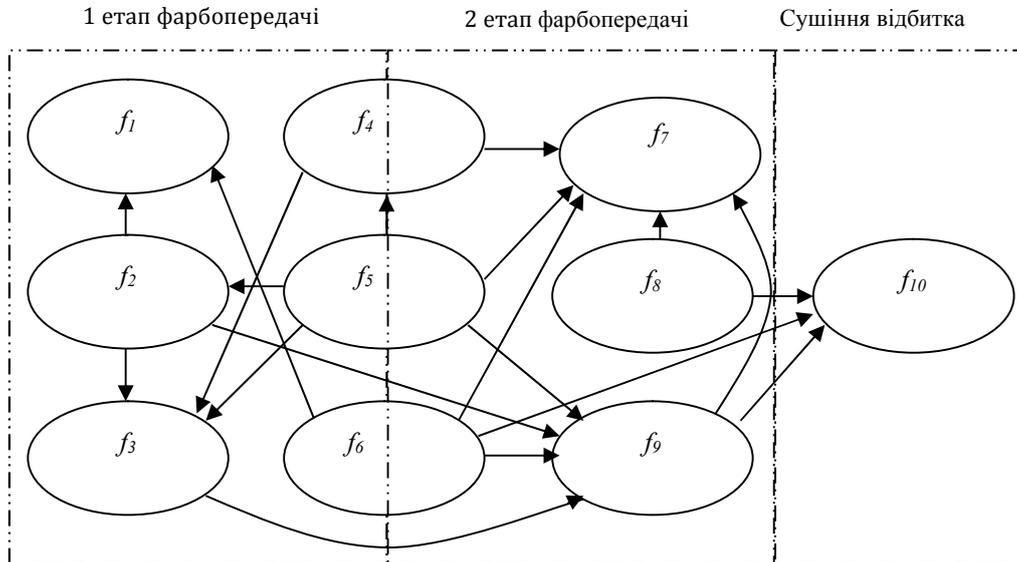 1 етап фарбопередачі 2 етап фарбопередачі Сушіння відбитка
f1 f4 f7
f2 f5 f8 f10
f3 f6 f9